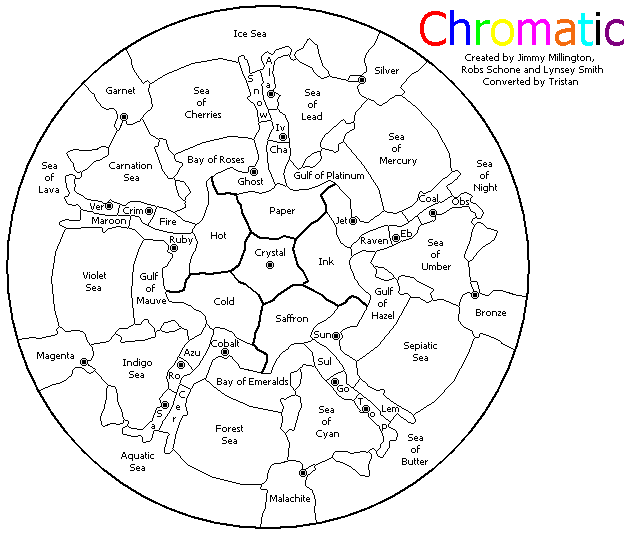 Chromatic
Created by Jimmy Millington,
Robs Schone and Lynsey Smith
Converted by Tristan
Ice Sea
Silver
Garnet
Sea
of
Cherries
Snow
Ala
Sea
of
Lead
Sea
of
Mercury
Iv
Cha
Bay of Roses
Ghost
Gulf of Platinum
Carnation
Sea
Sea
of
Lava
Sea
of
Night
Ver
Crim
Maroon
Fire
Ruby
Hot
Paper
Crystal
Ink
Jet
Coal
Obs
Raven
Eb
Sea
of
Umber
Violet
Sea
Gulf
of
Mauve
Cold
Saffron
Gulf
of
Hazel
Bronze
Magenta
Indigo
Sea
Azu
Cobalt
Ro
Sa
Cer
Sun
Sul
Go
Top
Lem
Sepiatic
Sea
Bay of Emeralds
Forest
Sea
Sea
of
Cyan
Sea
of
Butter
Aquatic
Sea
Malachite